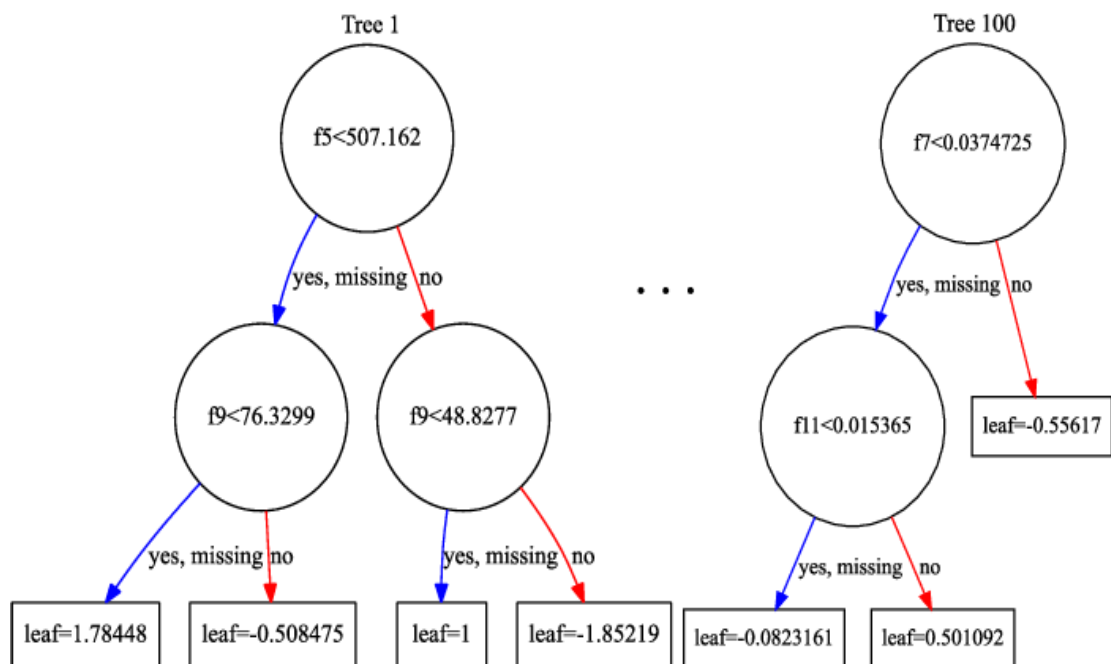 Tree 1
f5<507.162
yes, missing
no
f9<76.3299
f9<48.8277
yes, missing
no
yes, missing
no
leaf=1.78448
leaf=-0.508475
leaf=1
leaf=-1.85219
. . .
Tree 100
f7<0.0374725
yes, missing
no
f11<0.015365
leaf=-0.55617
yes, missing
no
leaf=-0.0823161
leaf=0.501092